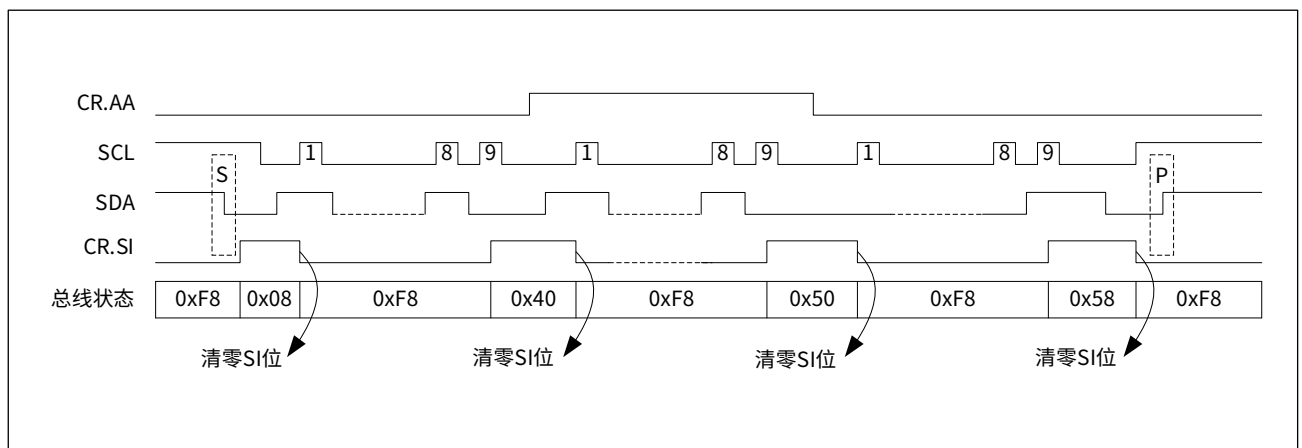 CR.AA
SCL 1 8 9 1 8 9 1 8 9
S P
SDA
CR.SI
总线状态 0xF8 0x08 0xF8 0x40 0xF8 0x50 0xF8 0x58 0xF8
清零SI位 清零SI位 清零SI位 清零SI位